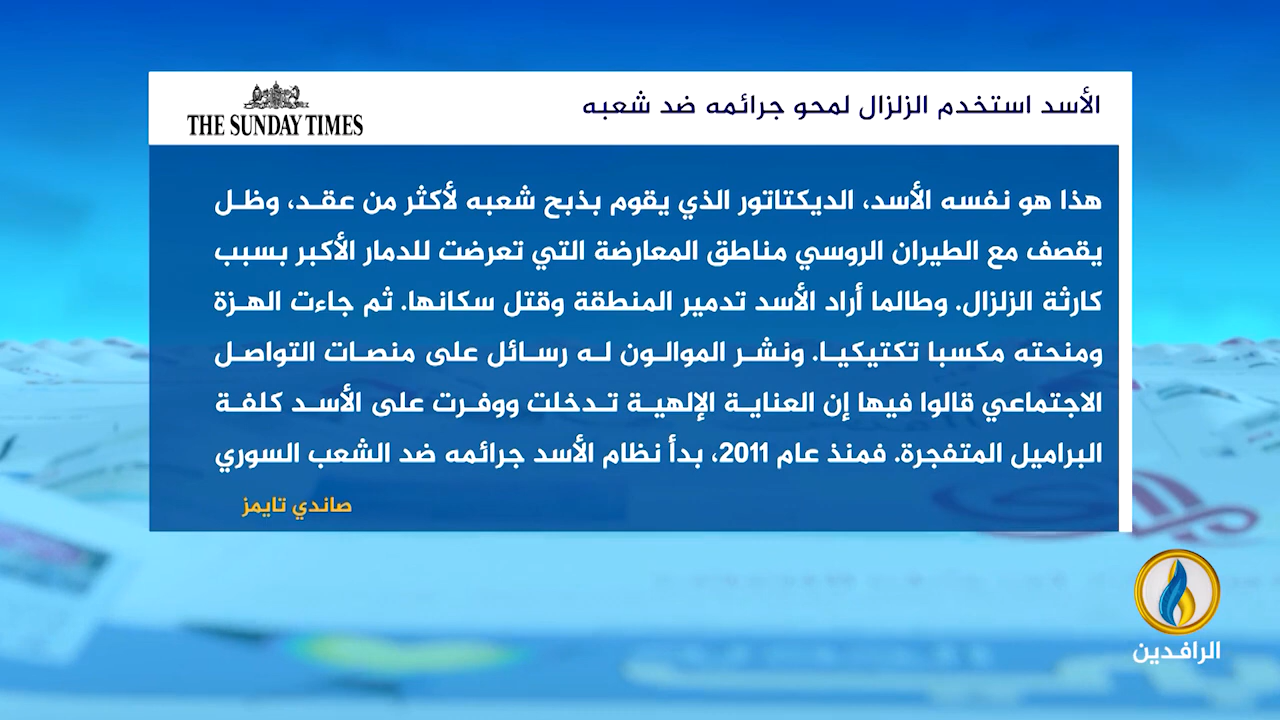 الأسد استخدم الزلزال لمحو جرائمه ضد شعبه
THE SUNDAY TIMES
هذا هو نفسه الأسد، الديكتاتور الذي يقوم بذبح شعبه لأكثر من عقد، وظل
يقصف مع الطيران الروسي مناطق المعارضة التي تعرضت للدمار الأكبر بسبب
كارثة الزلزال. وطالما أراد الأسد تدمير المنطقة وقتل سكانها. ثم جاءت الهزة
ومنحته مكسبا تكتيكيا. ونشر الموالون له رسائل على منصات التواصل
الاجتماعي قالوا فيها إن العناية الإلهية تدخلت ووفرت على الأسد كلفة
البراميل المتفجرة. فمنذ عام 2011، بدأ نظام الأسد جرائمه ضد الشعب السوري
صاندي تايمز
الرافدين